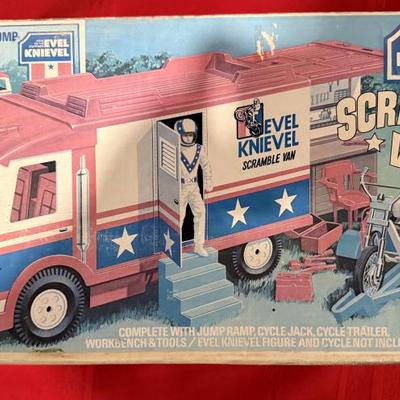 UMP
EVEL
KNIEVEL
EVEL
KNIEVEL
SCRAMBLE VAN
COMPLETE WITH JUMP RAMP, CYCLE JACK, CYCLE TRAILER,
WORKBENCH & TOOLS / EVEL KNIEVEL FIGURE AND CYCLE NOT INCL
SCRA